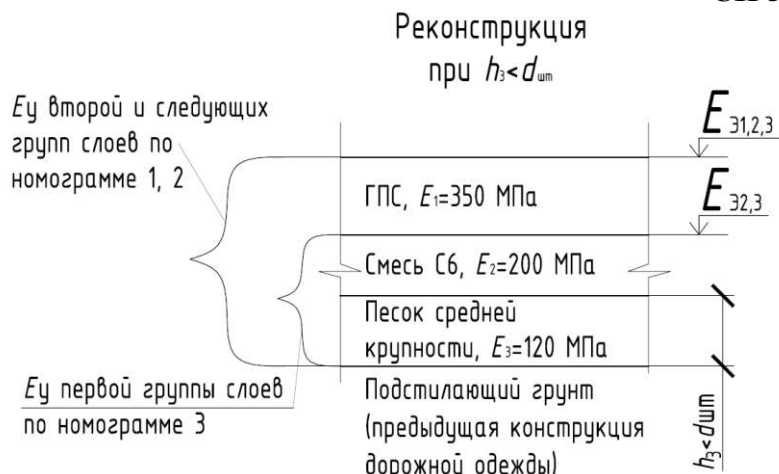 Реконструкция
при h₃<dшт
Eу второй и следующих
групп слоев по
номограмме 1, 2
Eэ1,2,3
ГПС, E₁=350 МПа
Eэ2,3
Смесь С6, E₂=200 МПа
Песок средней
крупности, E₃=120 МПа
Eу первой группы слоев
по номограмме 3
Подстилающий грунт
(предыдущая конструкция
дорожной одежды)
h₃<dшт